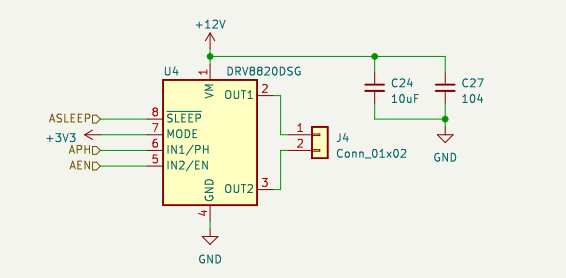 +12V
U4
DRV8820DSG
1
VM
OUT1
2
C24
10uF
C27
104
ASLEEP
8
SLEEP
+3V3
7
MODE
1
J4
APH
6
IN1/PH
2
Conn_01x02
AEN
5
IN2/EN
GND
GND
OUT2
3
4
GND